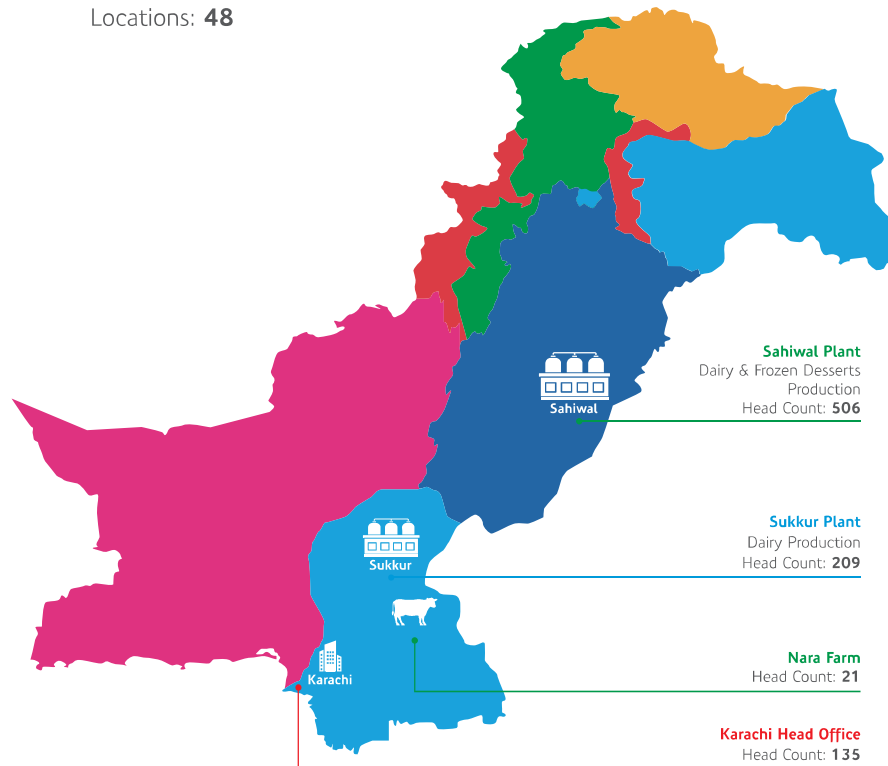 Locations: 48
Sahiwal Plant
Dairy & Frozen Desserts
Production
Head Count: 506
Sahiwal
Sukkur Plant
Dairy Production
Head Count: 209
Sukkur
Nara Farm
Head Count: 21
Karachi
Karachi Head Office
Head Count: 135